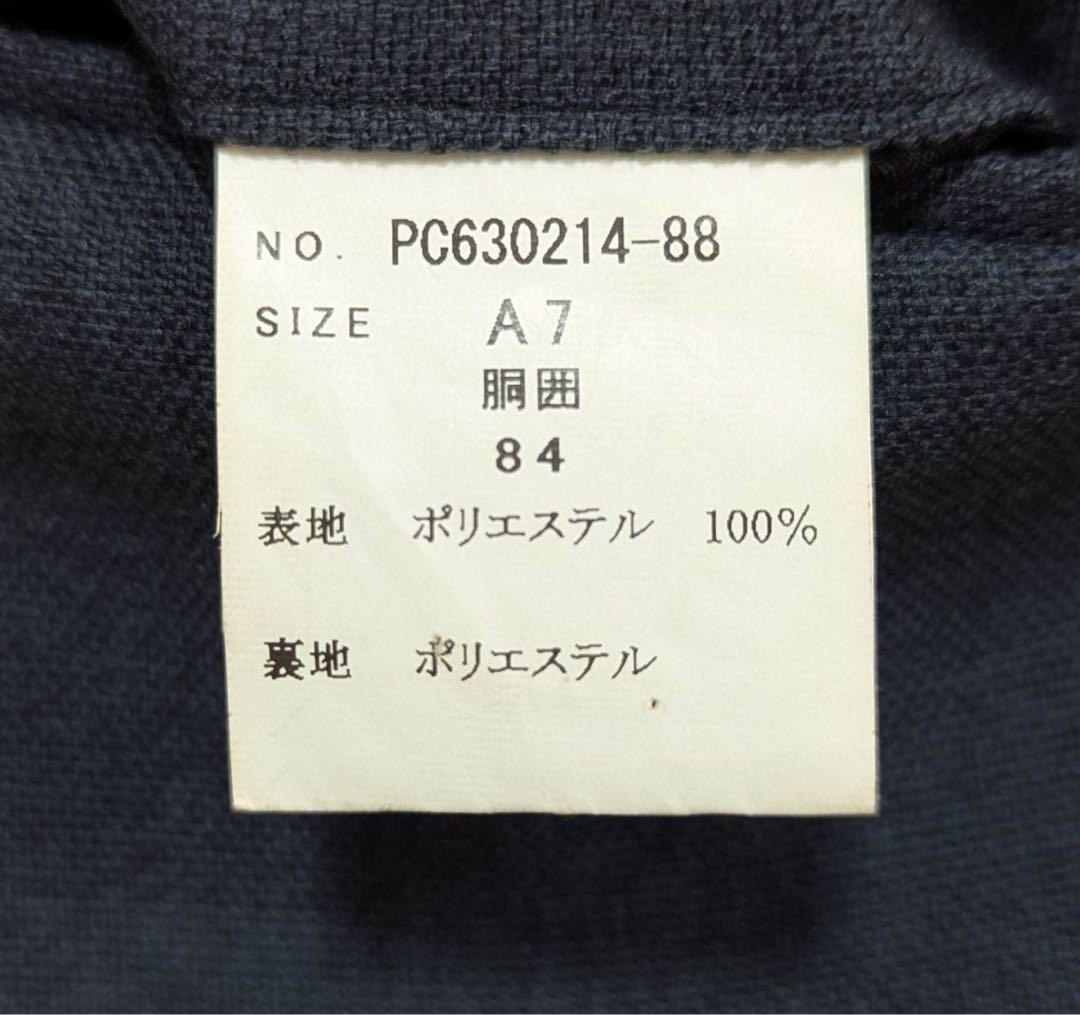 NO. PC630214-88
SIZE A7
胴囲
84
表地 ポリエステル 100%
裏地 ポリエステル